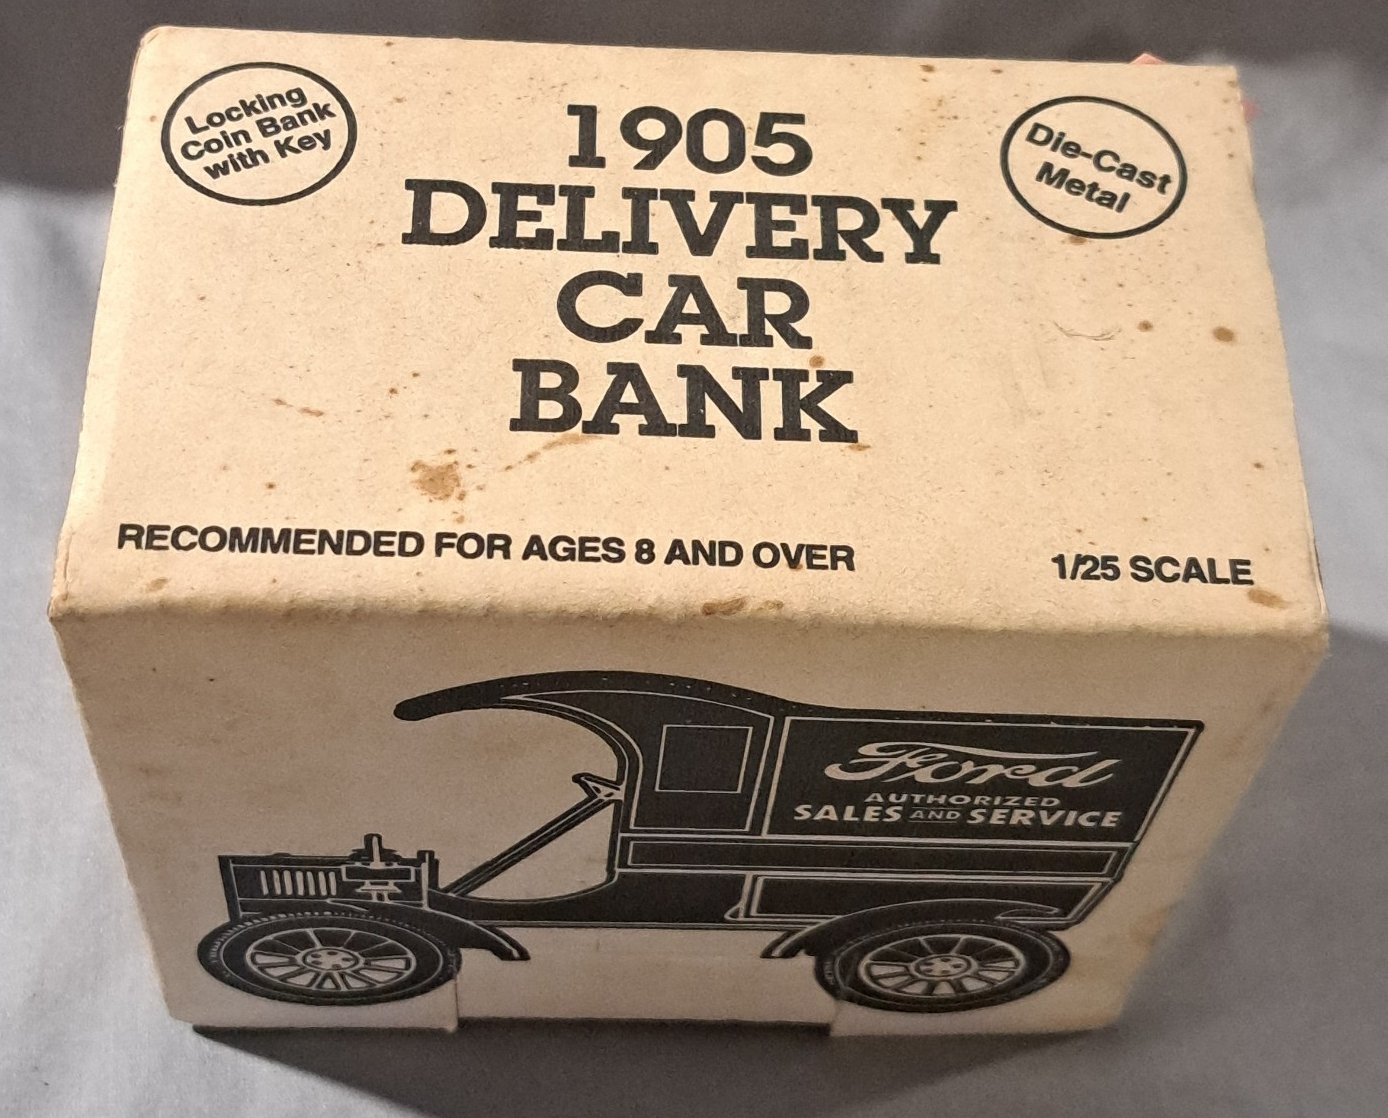 Locking
Coin Bank
with Key
1905
DELIVERY
CAR
BANK
Die-Cast
Metal
RECOMMENDED FOR AGES 8 AND OVER
1/25 SCALE
Ford
AUTHORIZED
SALES AND SERVICE